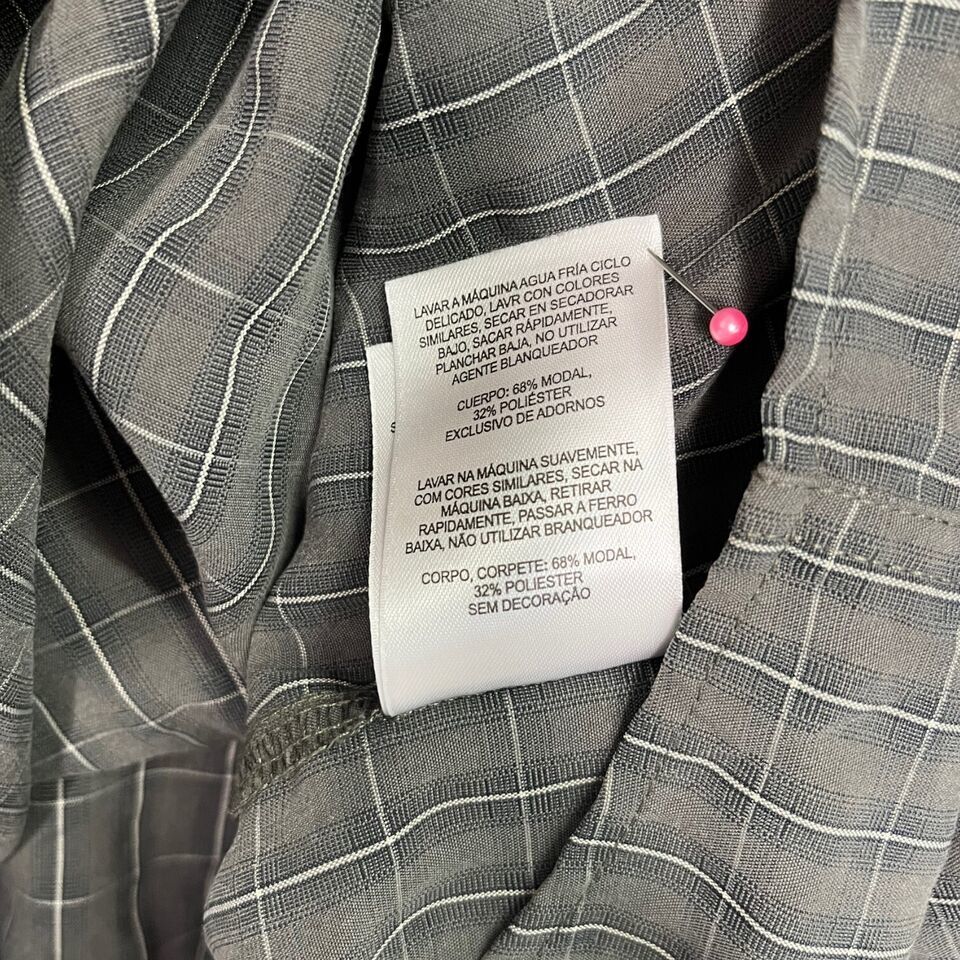 LAVAR A MÁQUINA AGUA FRÍA CICLO
DELICADO, LAVR CON COLORES
SIMILARES, SECAR EN SECADORAR
BAJO, SACAR RÁPIDAMENTE,
PLANCHAR BAJA, NO UTILIZAR
AGENTE BLANQUEADOR
CUERPO: 68% MODAL,
32% POLIÉSTER
EXCLUSIVO DE ADORNOS
LAVAR NA MÁQUINA SUAVEMENTE,
COM CORES SIMILARES, SECAR NA
MÁQUINA BAIXA, RETIRAR
RAPIDAMENTE, PASSAR A FERRO
BAIXA, NÃO UTILIZAR BRANQUEADOR
CORPO, CORPETE: 68% MODAL,
32% POLIESTER
SEM DECORAÇÃO